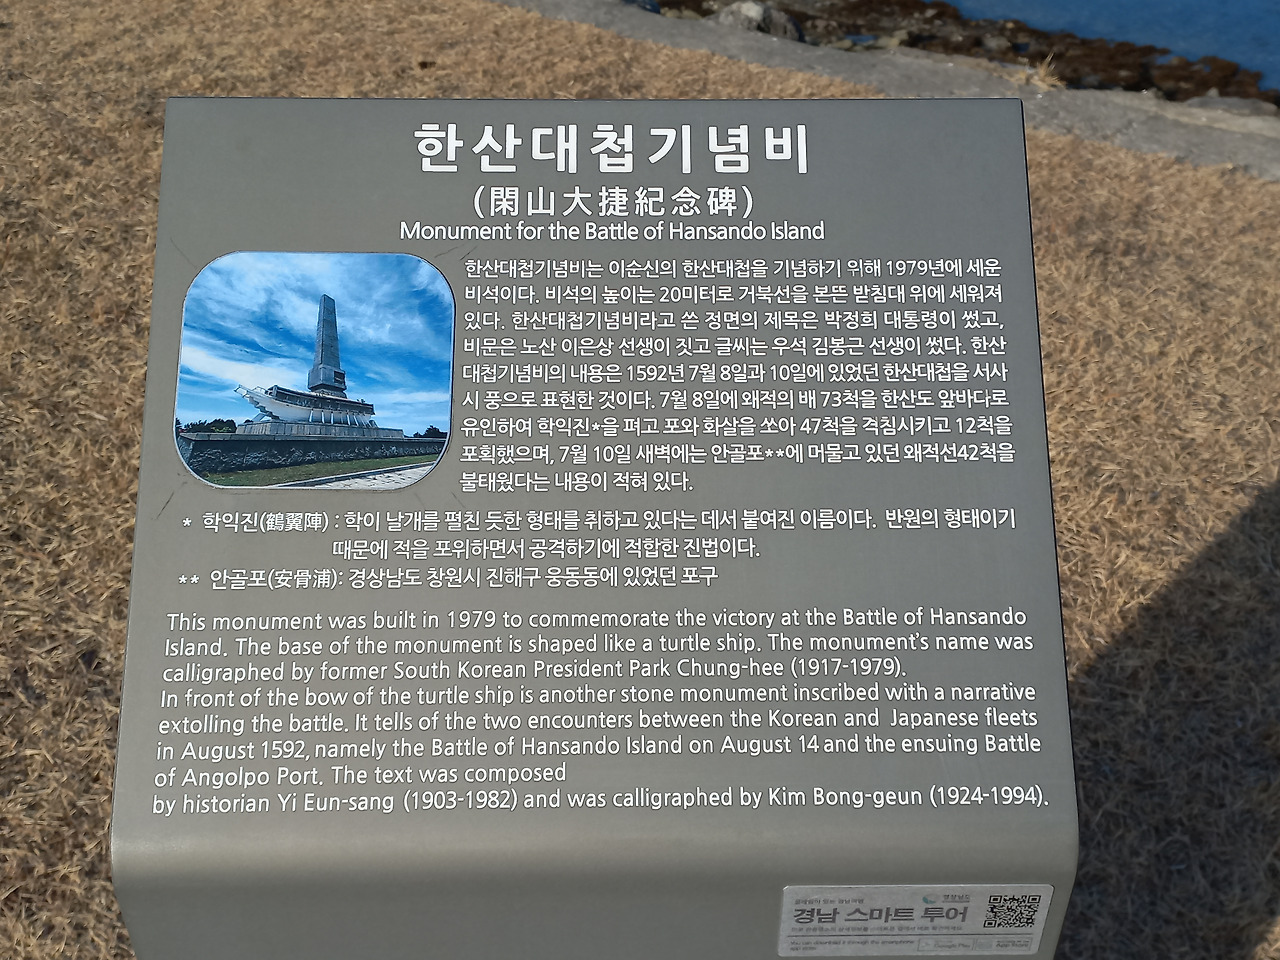 한산대첩기념비
(閑山大捷紀念碑)
Monument for the Battle of Hansando Island
한산대첩기념비는 이순신의 한산대첩을 기념하기 위해 1979년에 세운
비석이다. 비석의 높이는 20미터로 거북선을 본뜬 받침대 위에 세워져
있다. 한산대첩기념비라고 쓴 정면의 제목은 박정희 대통령이 썼고,
비문은 노산 이은상 선생이 짓고 글씨는 우석 김봉근 선생이 썼다. 한산
대첩기념비의 내용은 1592년 7월 8일과 10일에 있었던 한산대첩을 서사
시 풍으로 표현한 것이다. 7월 8일에 왜적의 배 73척을 한산도 앞바다로
유인하여 학익진*을 펴고 포와 화살을 쏘아 47척을 격침시키고 12척을
포획했으며, 7월 10일 새벽에는 안골포**에 머물고 있던 왜적선42척을
불태웠다는 내용이 적혀 있다.
* 학익진(鶴翼陣) : 학이 날개를 펼친 듯한 형태를 취하고 있다는 데서 붙여진 이름이다. 반원의 형태이기
때문에 적을 포위하면서 공격하기에 적합한 진법이다.
** 안골포(安骨浦): 경상남도 창원시 진해구 웅동동에 있었던 포구
This monument was built in 1979 to commemorate the victory at the Battle of Hansando
Island. The base of the monument is shaped like a turtle ship. The monument's name was
calligraphed by former South Korean President Park Chung-hee (1917-1979).
In front of the bow of the turtle ship is another stone monument inscribed with a narrative
extolling the battle. It tells of the two encounters between the Korean and Japanese fleets
in August 1592, namely the Battle of Hansando Island on August 14 and the ensuing Battle
of Angolpo Port. The text was composed
by historian Yi Eun-sang (1903-1982) and was calligraphed by Kim Bong-geun (1924-1994).
경상남도
경남 스마트 투어
Google Play
App Store